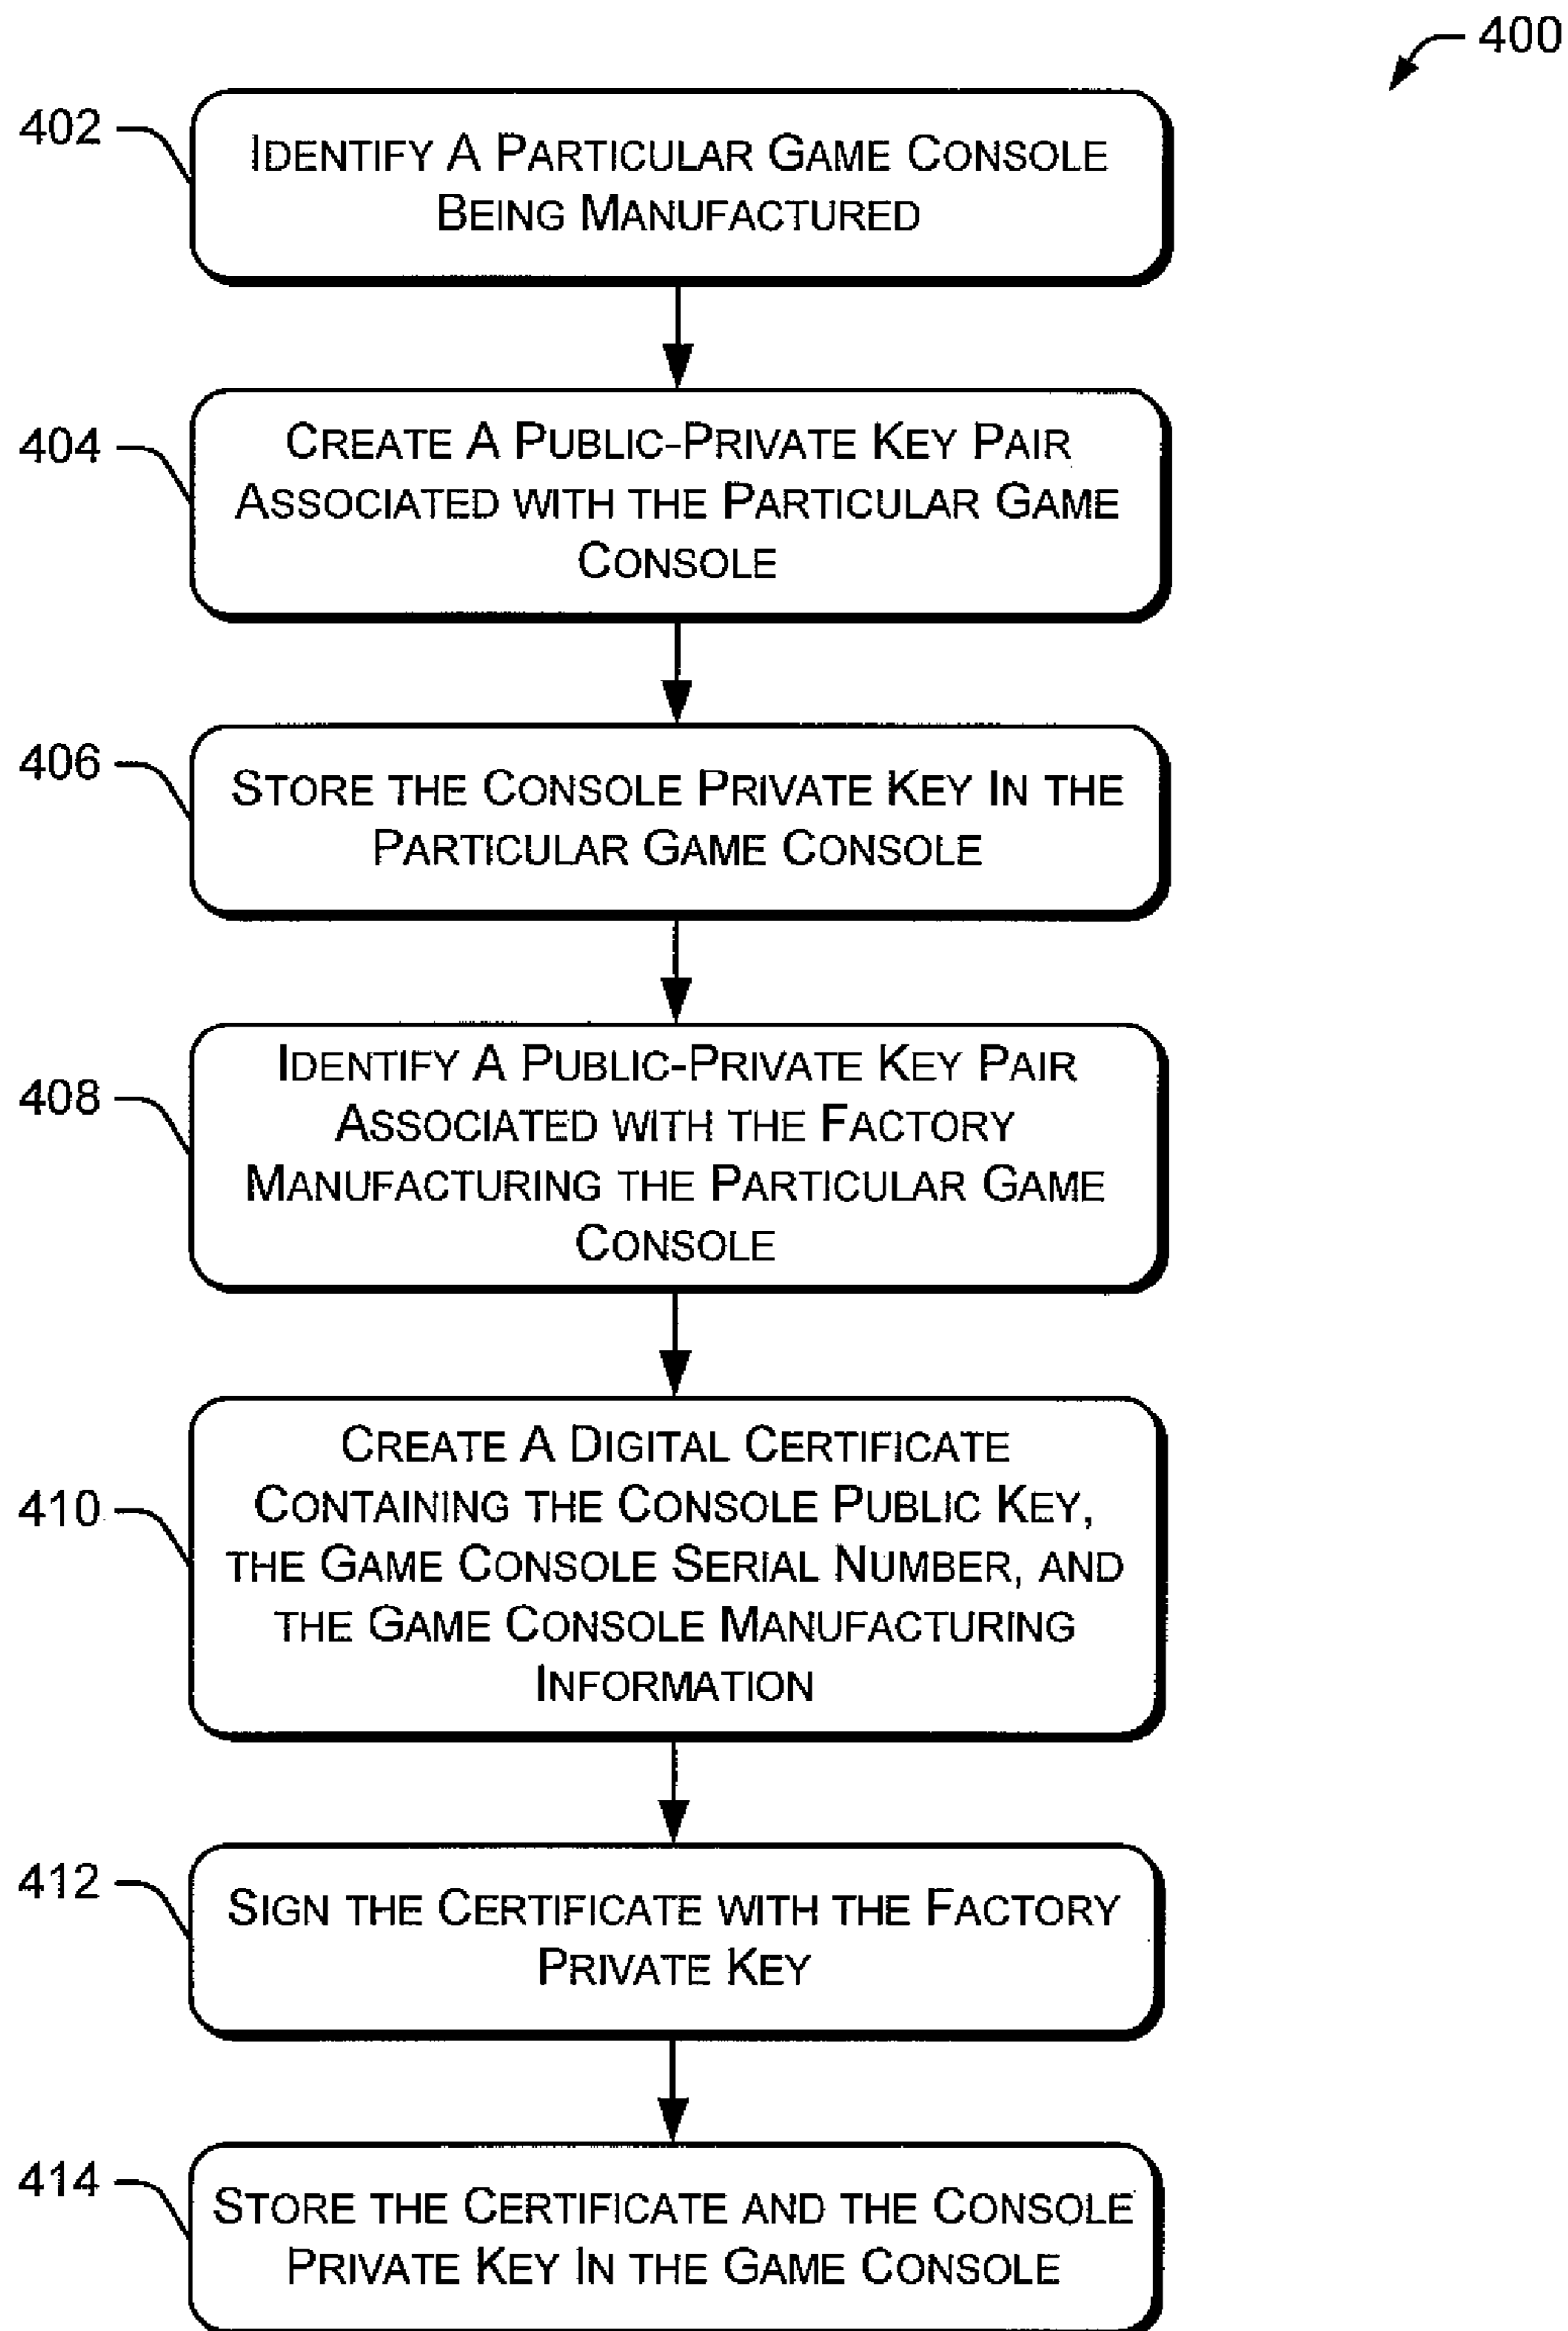 400
402
IDENTIFY A PARTICULAR GAME CONSOLE
BEING MANUFACTURED
404
CREATE A PUBLIC-PRIVATE KEY PAIR
ASSOCIATED WITH THE PARTICULAR GAME
CONSOLE
406
STORE THE CONSOLE PRIVATE KEY IN THE
PARTICULAR GAME CONSOLE
408
IDENTIFY A PUBLIC-PRIVATE KEY PAIR
ASSOCIATED WITH THE FACTORY
MANUFACTURING THE PARTICULAR GAME
CONSOLE
410
CREATE A DIGITAL CERTIFICATE
CONTAINING THE CONSOLE PUBLIC KEY,
THE GAME CONSOLE SERIAL NUMBER, AND
THE GAME CONSOLE MANUFACTURING
INFORMATION
412
SIGN THE CERTIFICATE WITH THE FACTORY
PRIVATE KEY
414
STORE THE CERTIFICATE AND THE CONSOLE
PRIVATE KEY IN THE GAME CONSOLE